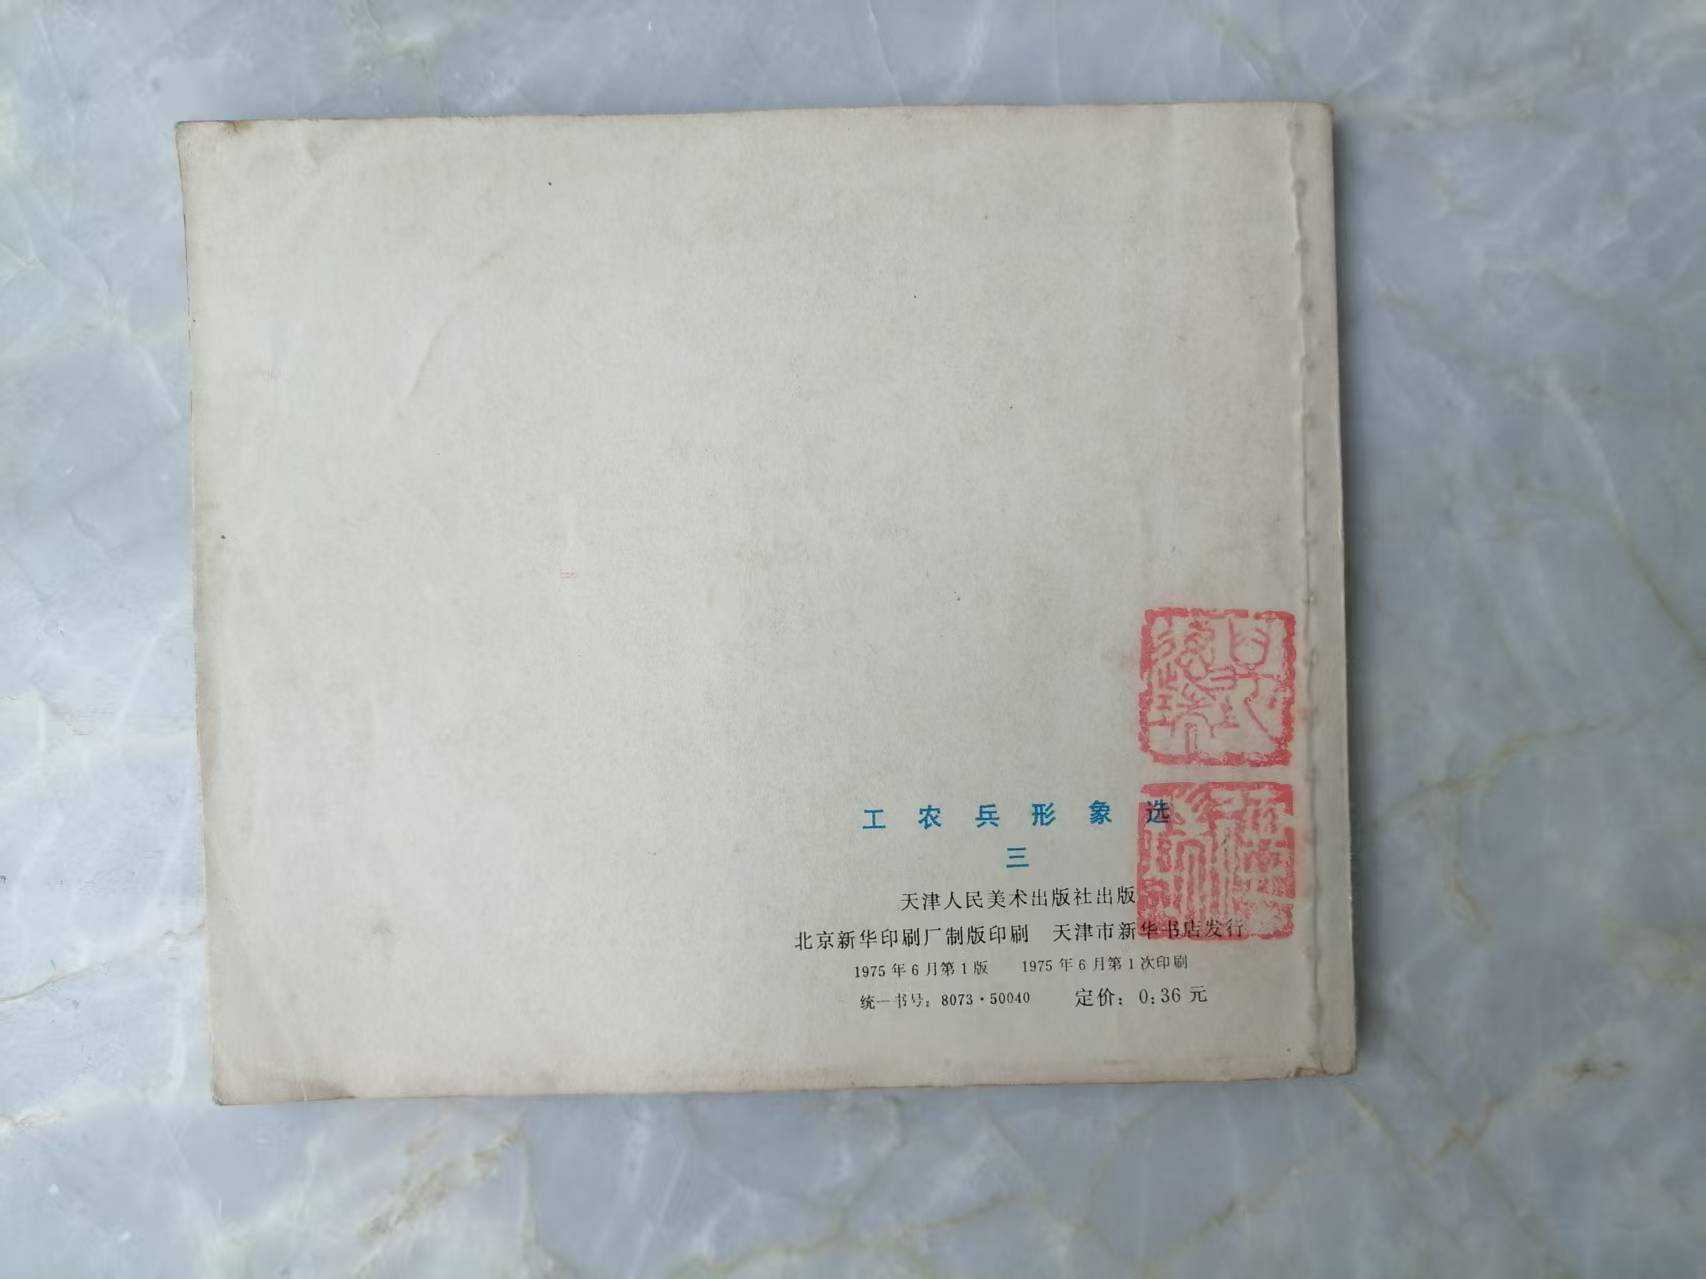 工农兵形象选
三
天津人民美术出版社出版
北京新华印刷厂制版印刷　天津市新华书店发行
1975年6月第1版　1975年6月第1次印刷
统一书号：8073·50040　定价：0.36元